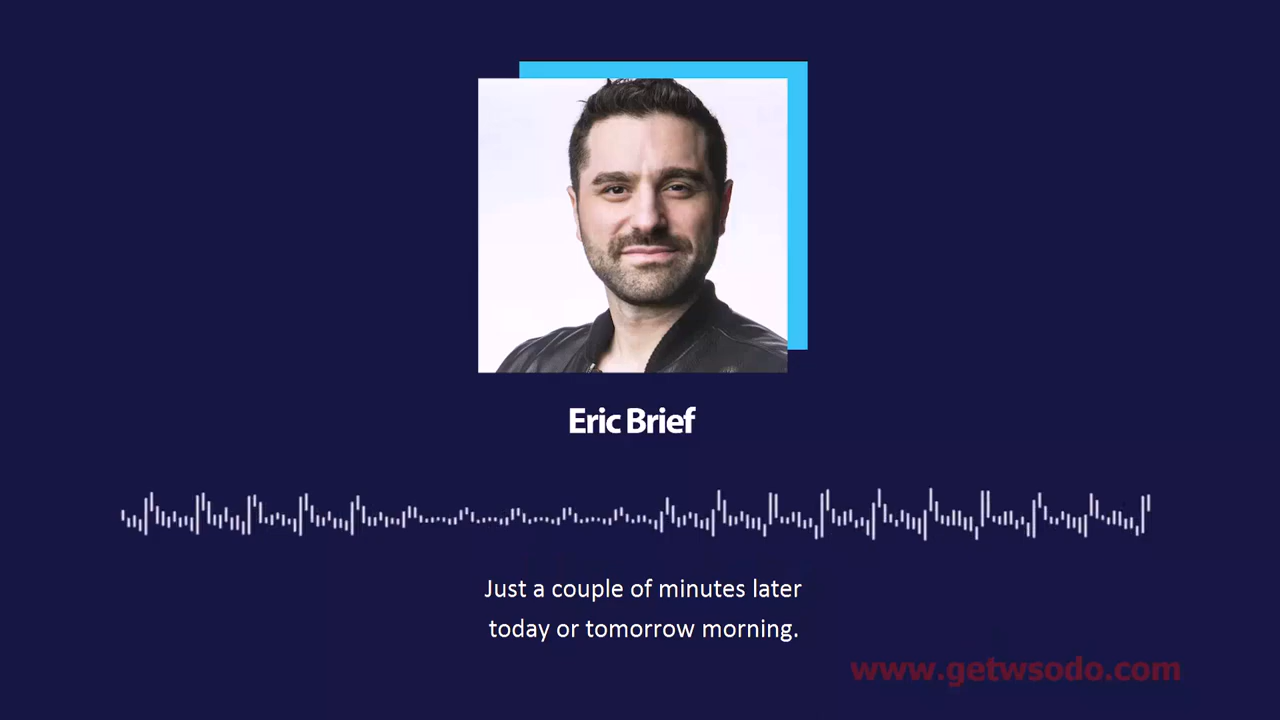 Eric Brief
Just a couple of minutes later
today or tomorrow morning.
www.getwsodo.com